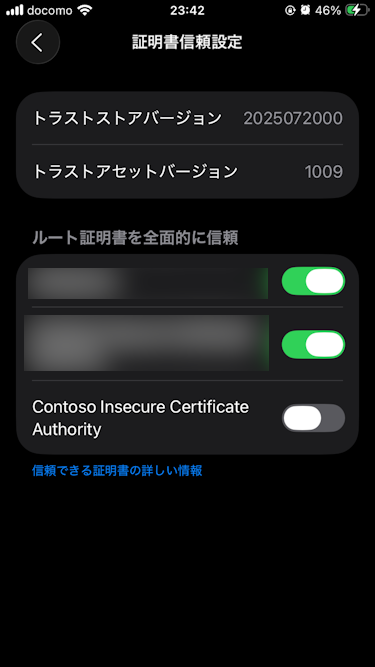 docomo 23:42 46%
証明書信頼設定
トラストストアバージョン 2025072000
トラストアセットバージョン 1009
ルート証明書を全面的に信頼
Contoso Insecure Certificate
Authority
信頼できる証明書の詳しい情報